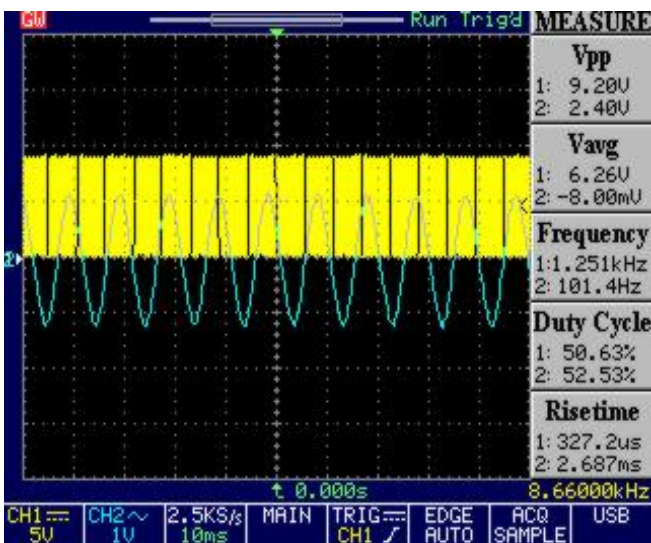 GW Run Trig'd MEASURE
Vpp
1: 9.20V
2: 2.40V
Vavg
1: 6.26V
2: -8.00mV
Frequency
1:1.251kHz
2: 101.4Hz
Duty Cycle
1: 50.63%
2: 52.53%
Risetime
1: 327.2us
2: 2.687ms
2
0.000s 8.66000kHz
CH1 CH2 2.5KS/s MAIN TRIG EDGE ACQ USB
5V 1V 10ms CH1 AUTO SAMPLE